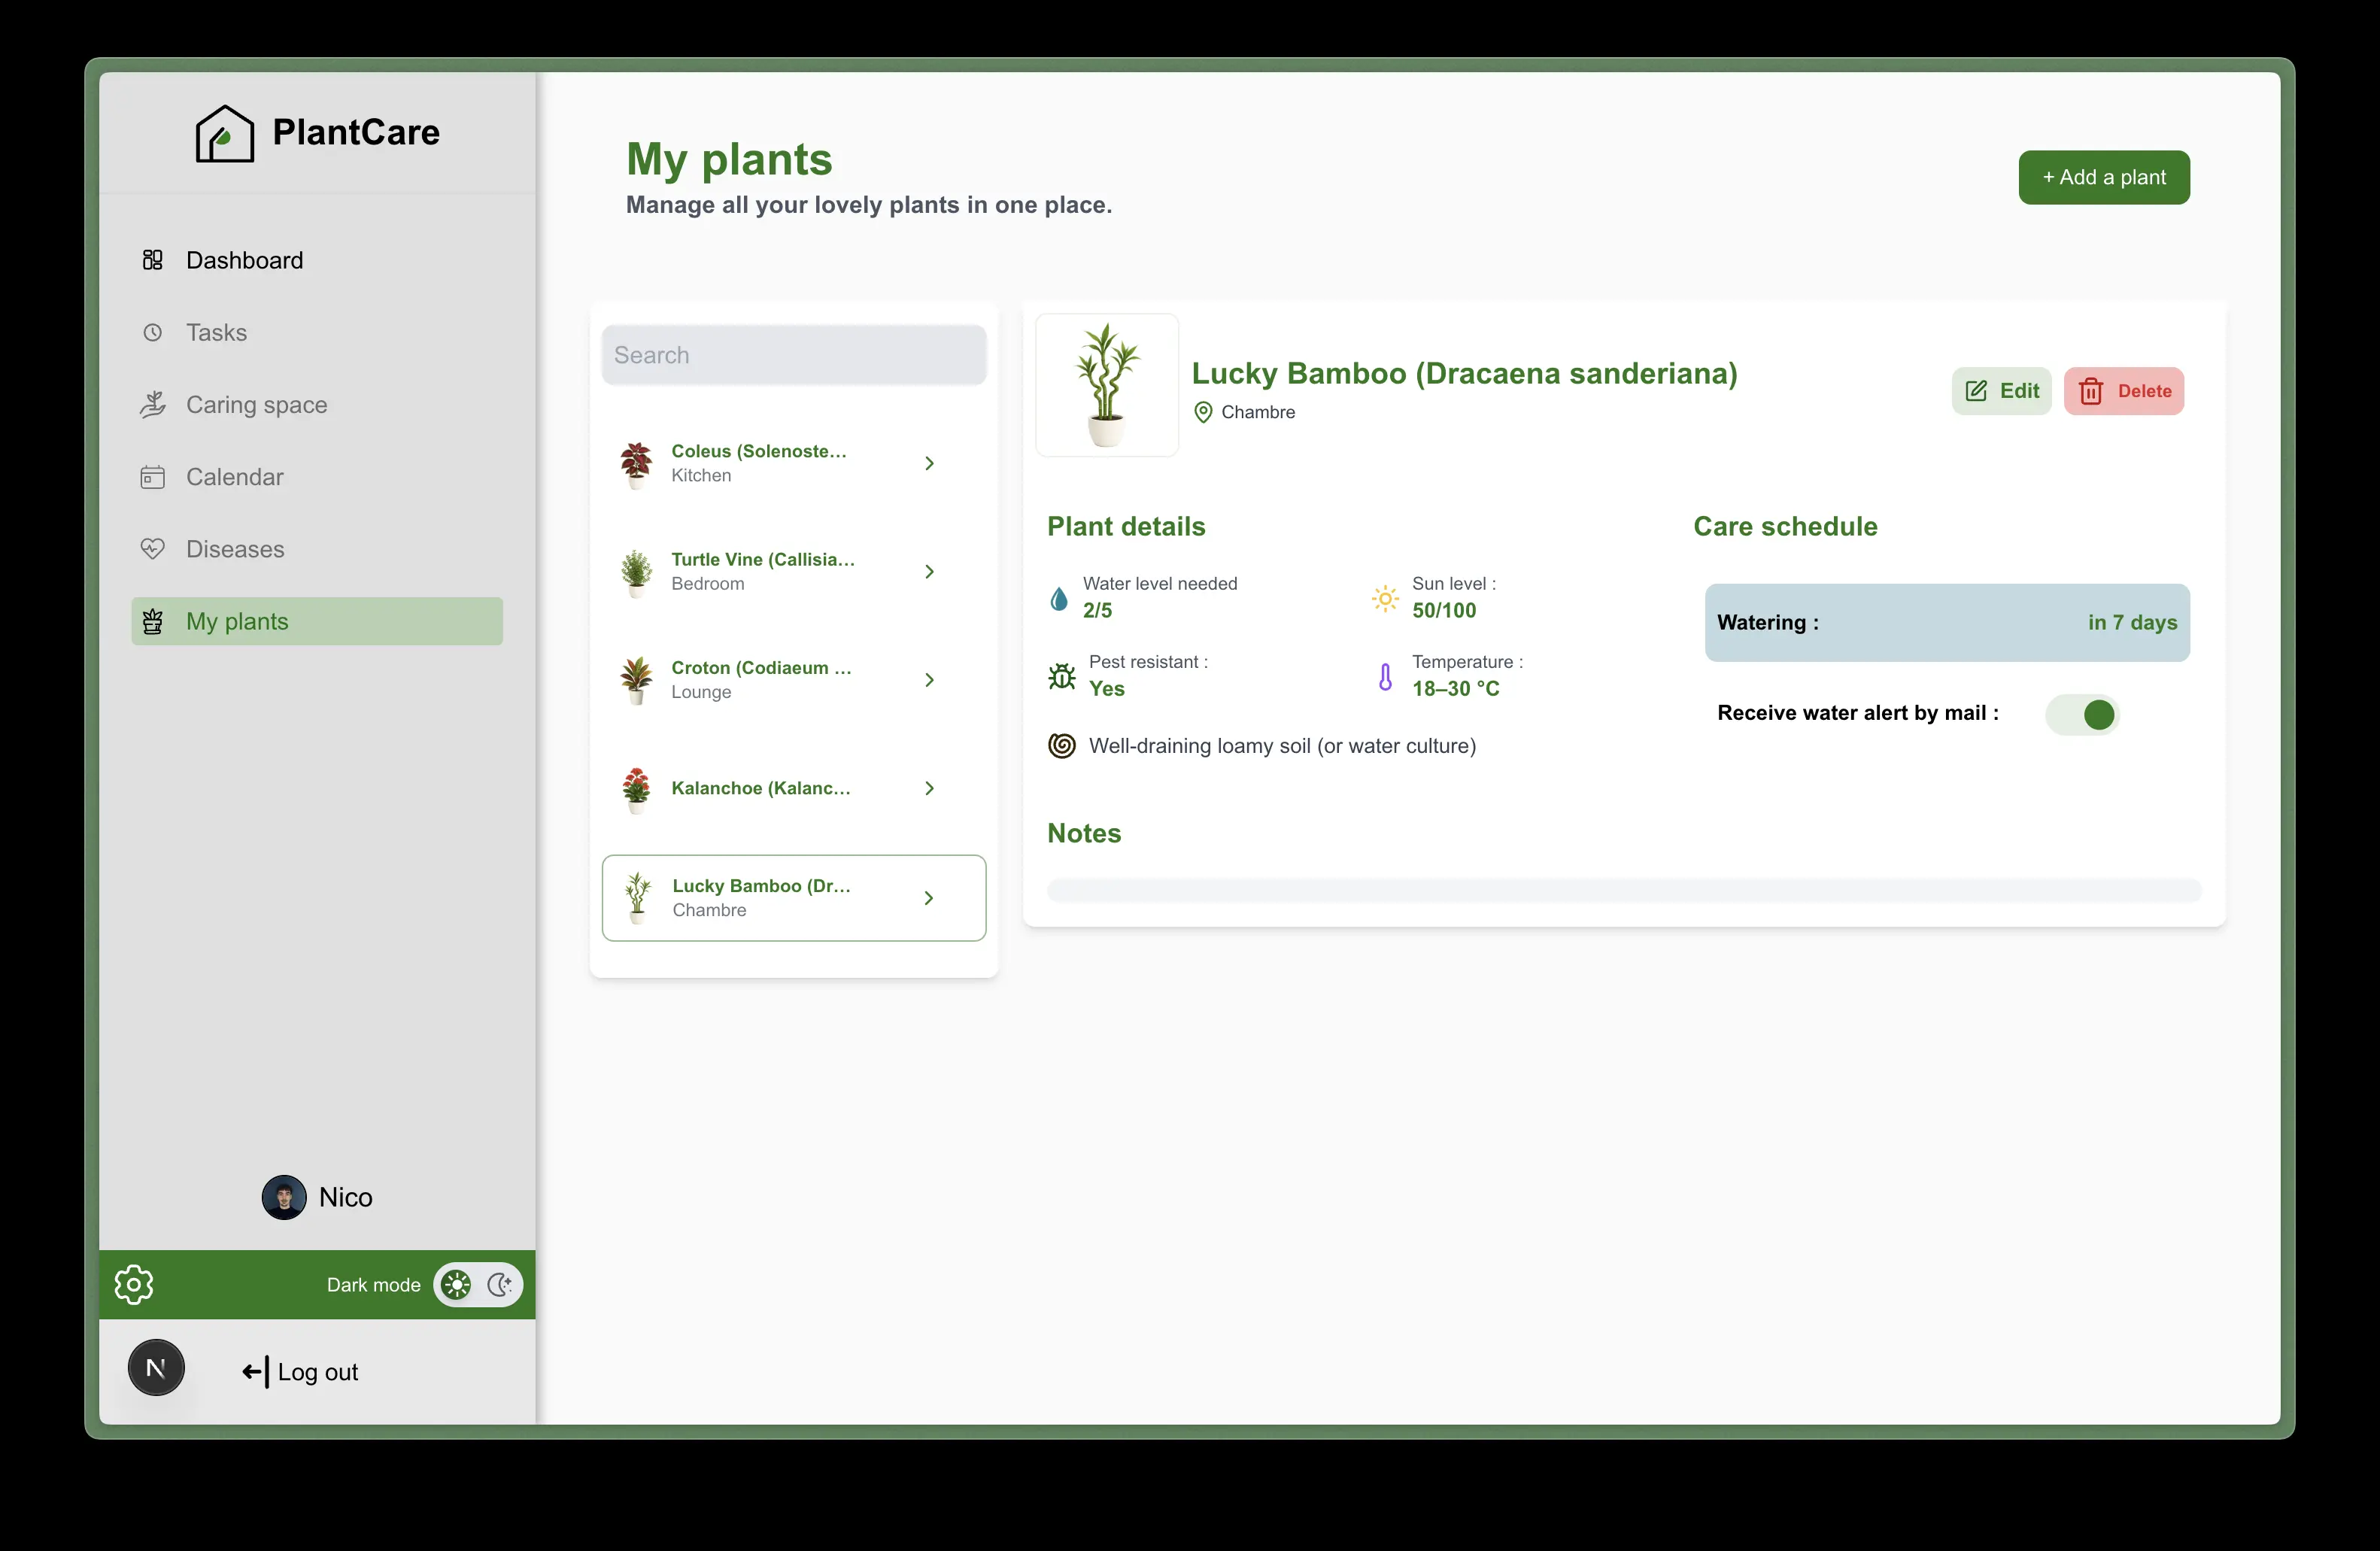 PlantCare
Dashboard
Tasks
Caring space
Calendar
Diseases
My plants
Nico
Dark mode
N
Log out
My plants
Manage all your lovely plants in one place.
+ Add a plant
Search
Coleus (Solenoste...
Kitchen
Turtle Vine (Callisia...
Bedroom
Croton (Codiaeum ...
Lounge
Kalanchoe (Kalanc...
Lucky Bamboo (Dr...
Chambre
Lucky Bamboo (Dracaena sanderiana)
Chambre
Edit
Delete
Plant details
Water level needed
2/5
Sun level :
50/100
Pest resistant :
Yes
Temperature :
18–30 °C
Well-draining loamy soil (or water culture)
Care schedule
Watering : in 7 days
Receive water alert by mail :
Notes